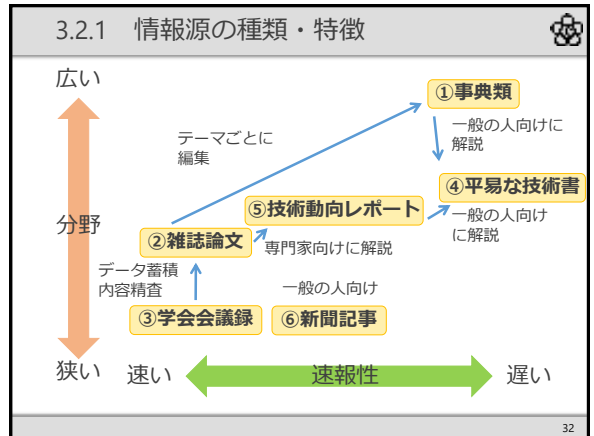 3.2.1 情報源の種類・特徴
広い
①事典類
一般の人向けに
解説
テーマごとに
編集
④平易な技術書
⑤技術動向レポート
一般の人向け
に解説
分野
②雑誌論文
専門家向けに解説
データ蓄積
内容精査
一般の人向け
③学会会議録
⑥新聞記事
狭い
速い
速報性
遅い
32